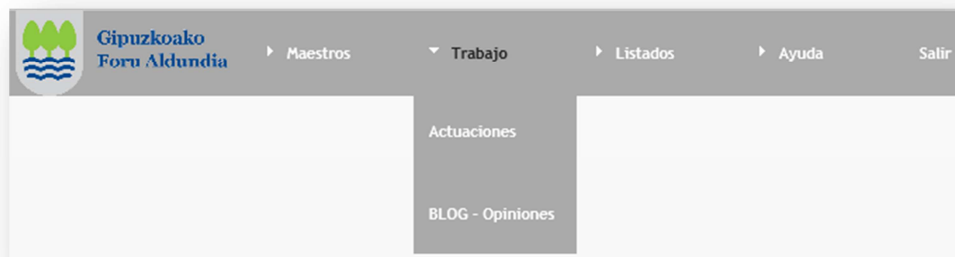 Gipuzkoako
Foru Aldundia
Maestros
Trabajo
Listados
Ayuda
Salir
Actuaciones
BLOG - Opiniones